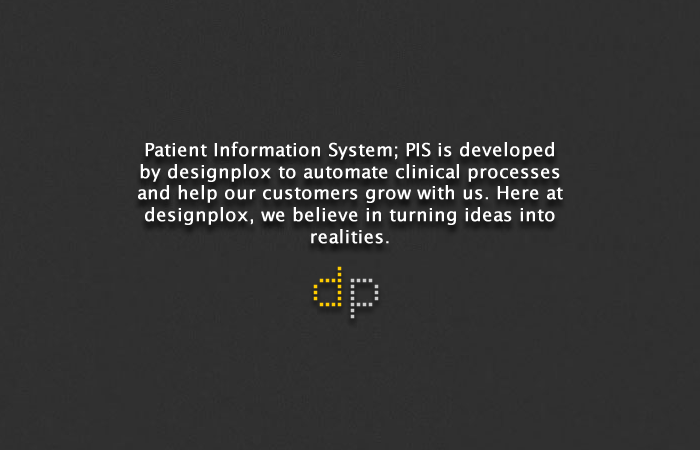 Patient Information System; PIS is developed
by designplox to automate clinical processes
and help our customers grow with us. Here at
designplox, we believe in turning ideas into
realities.
dp